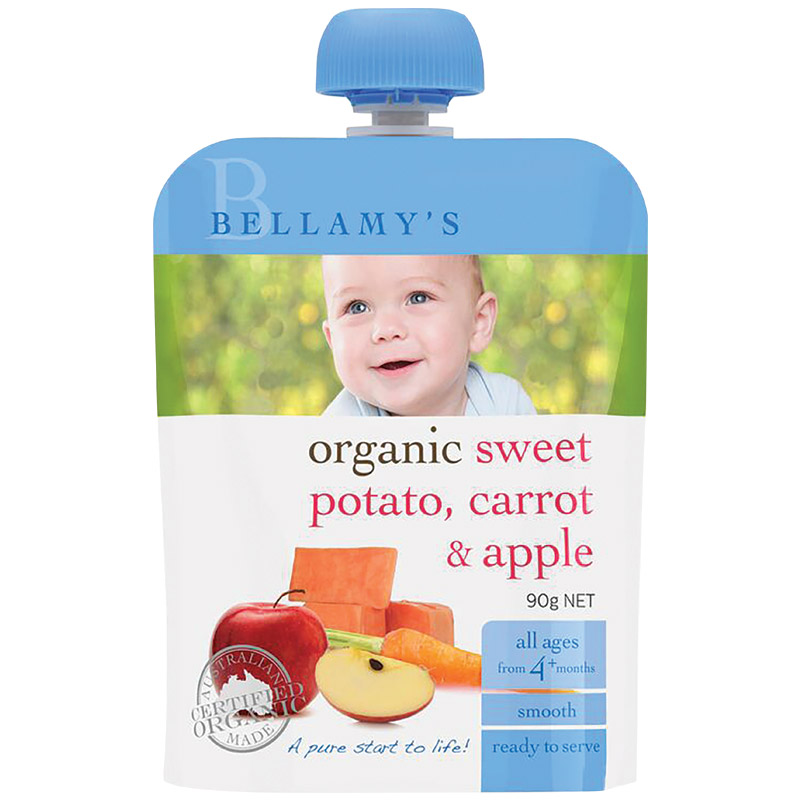 B
BELLAMY'S
organic sweet
potato, carrot
& apple
90g NET
all ages
from 4+ months
smooth
ready to serve
AUSTRALIAN
CERTIFIED
ORGANIC
MADE
A pure start to life!